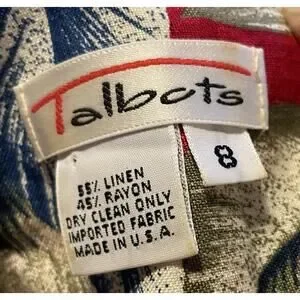 Talbots
8
55% LINEN
45% RAYON
DRY CLEAN ONLY
IMPORTED FABRIC
MADE IN U.S.A.